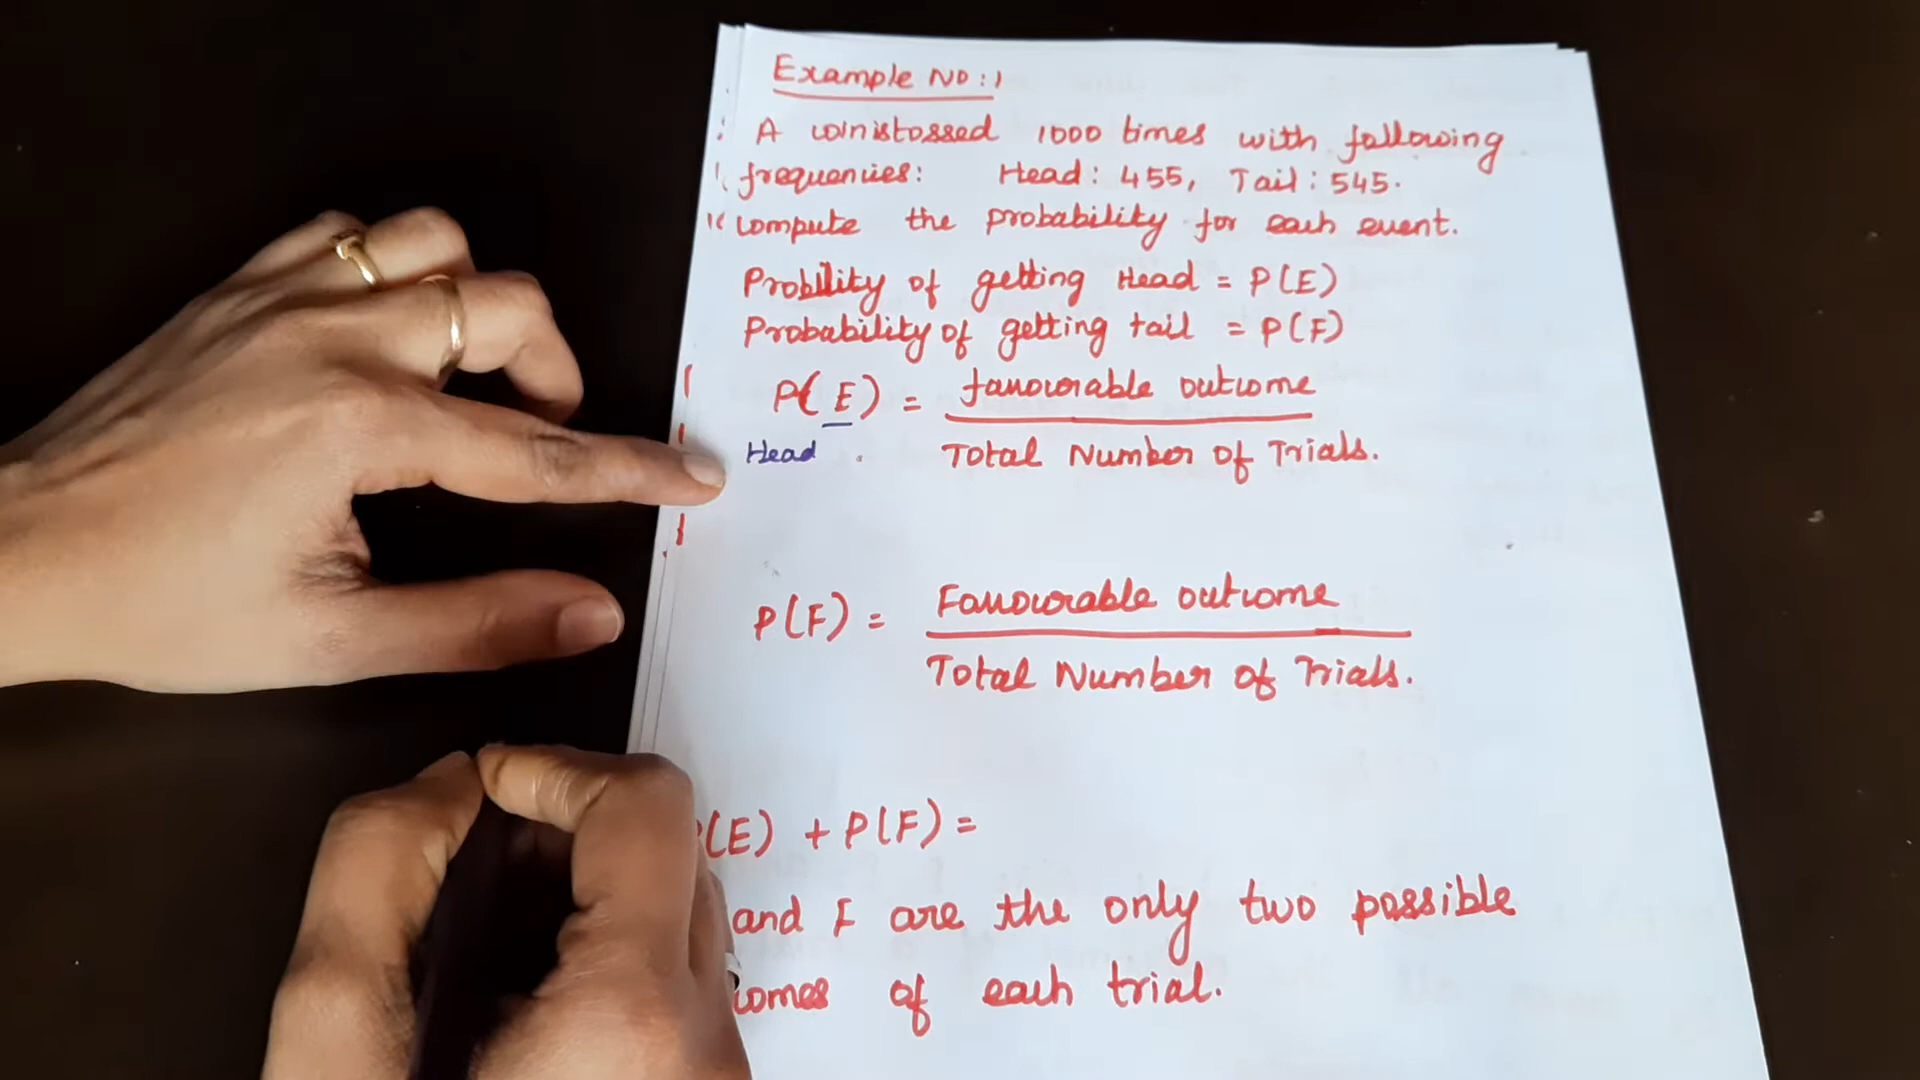 Example NO:1
A coin is tossed 1000 times with following
frequencies: Head: 455, Tail: 545.
compute the probability for each event.
Probility of getting Head = P(E)
Probability of getting tail = P(F)
P(E) = favourable outcome
Head Total Number of Trials.
P(F) = Favourable outcome
Total Number of Trials.
(E) + P(F) =
and F are the only two possible
comes of each trial.